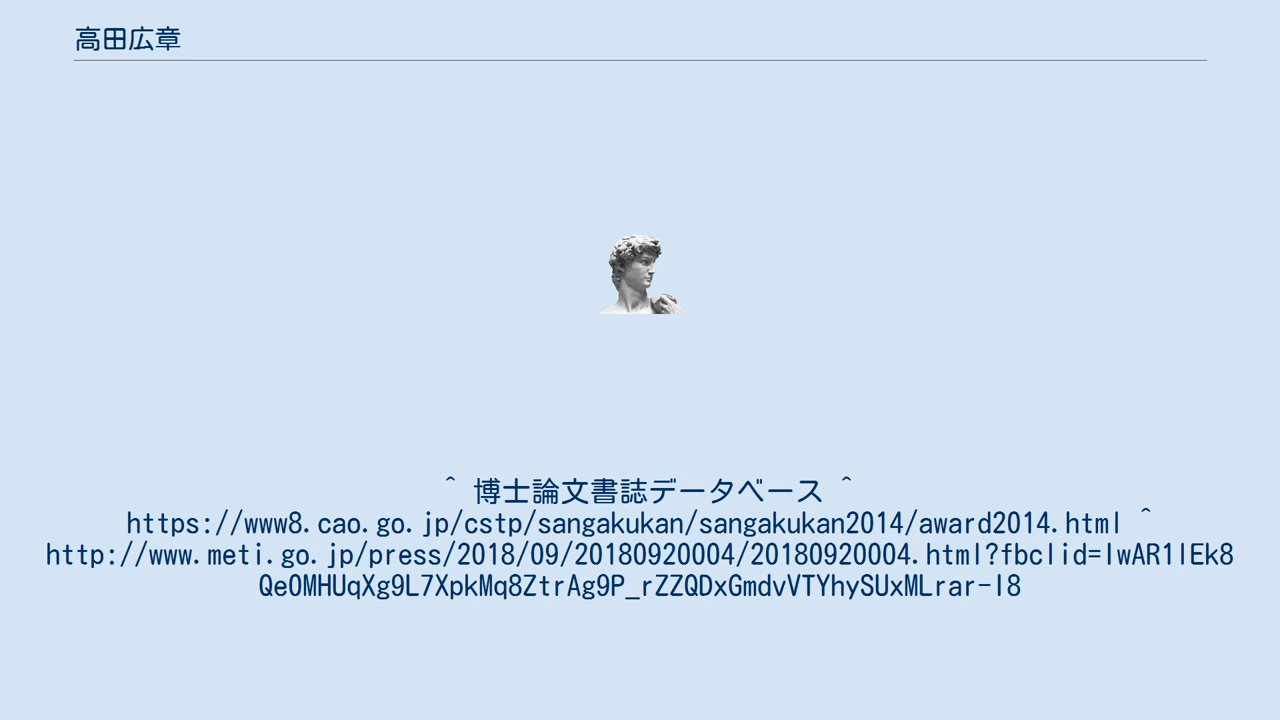 高田広章
^ 博士論文書誌データベース ^
https://www8.cao.go.jp/cstp/sangakukan/sangakukan2014/award2014.html ^
http://www.meti.go.jp/press/2018/09/20180920004/20180920004.html?fbclid=IwAR1lEk8
QeOMHUqXg9L7XpkMq8ZtrAg9P_rZZQDxGmdvVTYhySUxMLrar-I8